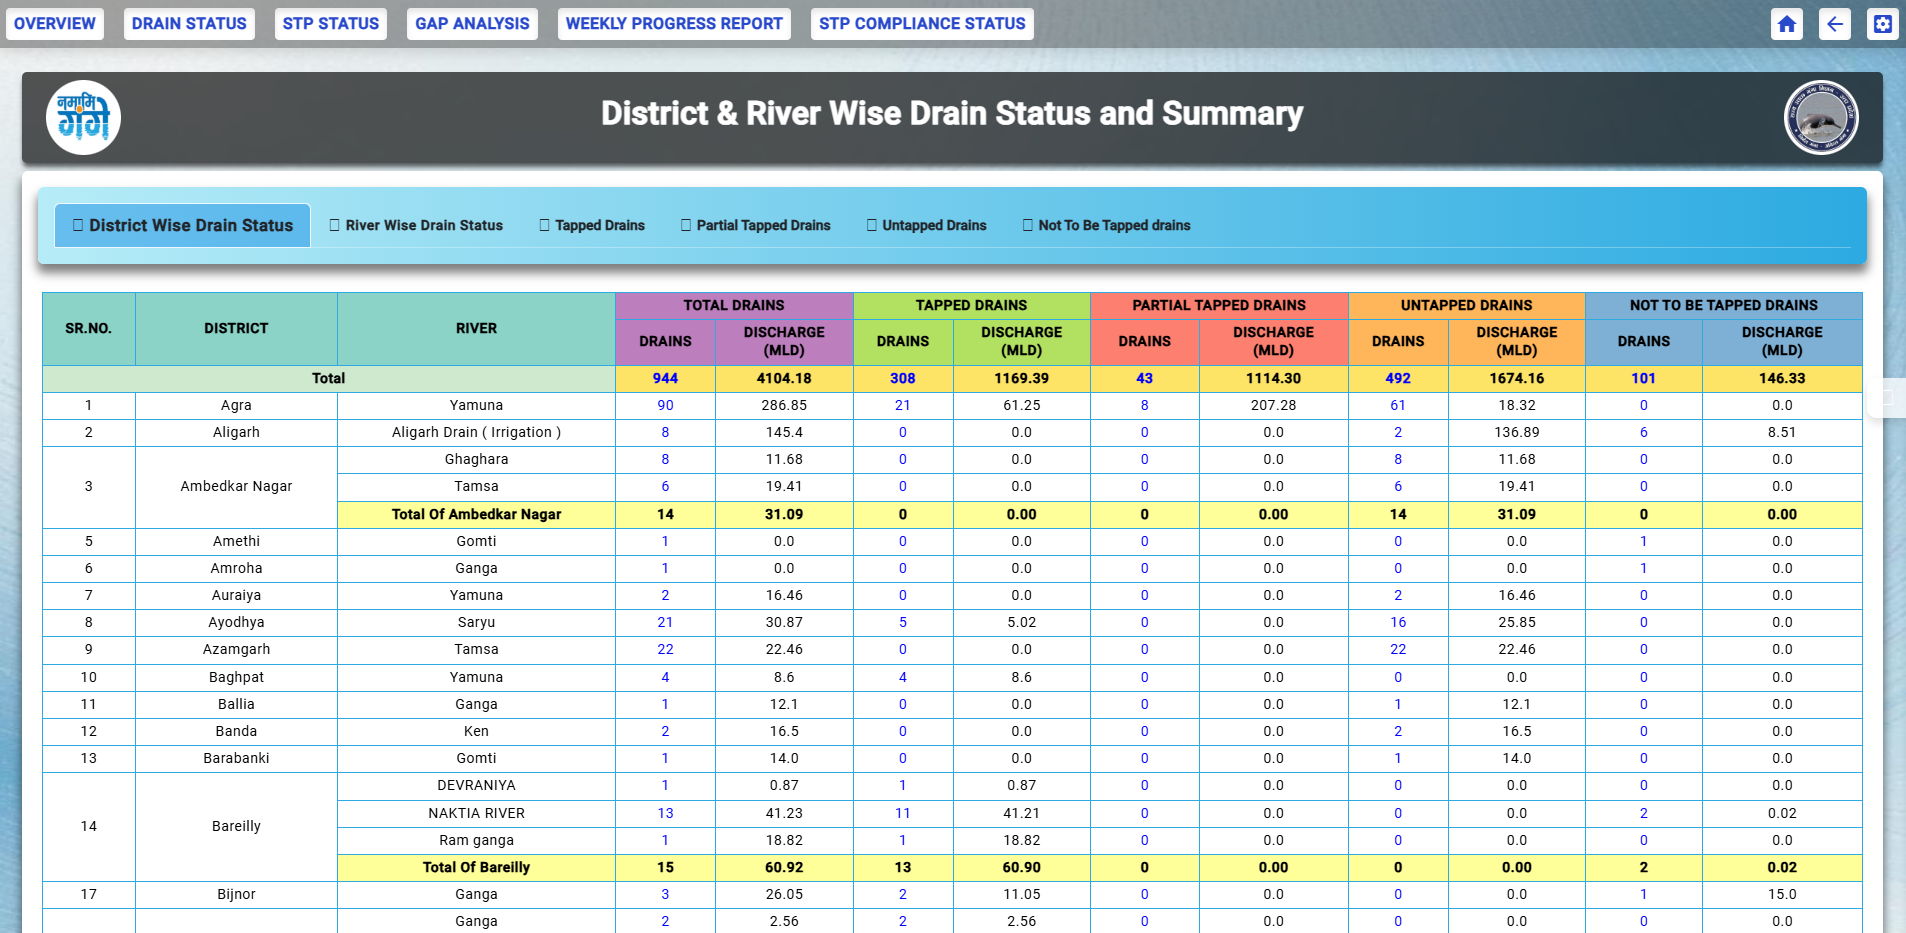 OVERVIEW DRAIN STATUS STP STATUS GAP ANALYSIS WEEKLY PROGRESS REPORT STP COMPLIANCE STATUS
नमामि
गंगे
District & River Wise Drain Status and Summary
District Wise Drain Status River Wise Drain Status Tapped Drains Partial Tapped Drains Untapped Drains Not To Be Tapped drains
SR.NO. DISTRICT RIVER TOTAL DRAINS TAPPED DRAINS PARTIAL TAPPED DRAINS UNTAPPED DRAINS NOT TO BE TAPPED DRAINS
DRAINS DISCHARGE (MLD) DRAINS DISCHARGE (MLD) DRAINS DISCHARGE (MLD) DRAINS DISCHARGE (MLD) DRAINS DISCHARGE (MLD)
Total 944 4104.18 308 1169.39 43 1114.30 492 1674.16 101 146.33
1 Agra Yamuna 90 286.85 21 61.25 8 207.28 61 18.32 0 0.0
2 Aligarh Aligarh Drain ( Irrigation ) 8 145.4 0 0.0 0 0.0 2 136.89 6 8.51
3 Ambedkar Nagar Ghaghara 8 11.68 0 0.0 0 0.0 8 11.68 0 0.0
Tamsa 6 19.41 0 0.0 0 0.0 6 19.41 0 0.0
Total Of Ambedkar Nagar 14 31.09 0 0.00 0 0.00 14 31.09 0 0.00
5 Amethi Gomti 1 0.0 0 0.0 0 0.0 0 0.0 1 0.0
6 Amroha Ganga 1 0.0 0 0.0 0 0.0 0 0.0 1 0.0
7 Auraiya Yamuna 2 16.46 0 0.0 0 0.0 2 16.46 0 0.0
8 Ayodhya Saryu 21 30.87 5 5.02 0 0.0 16 25.85 0 0.0
9 Azamgarh Tamsa 22 22.46 0 0.0 0 0.0 22 22.46 0 0.0
10 Baghpat Yamuna 4 8.6 4 8.6 0 0.0 0 0.0 0 0.0
11 Ballia Ganga 1 12.1 0 0.0 0 0.0 1 12.1 0 0.0
12 Banda Ken 2 16.5 0 0.0 0 0.0 2 16.5 0 0.0
13 Barabanki Gomti 1 14.0 0 0.0 0 0.0 1 14.0 0 0.0
14 Bareilly DEVRANIYA 1 0.87 1 0.87 0 0.0 0 0.0 0 0.0
NAKTIA RIVER 13 41.23 11 41.21 0 0.0 0 0.0 2 0.02
Ram ganga 1 18.82 1 18.82 0 0.0 0 0.0 0 0.0
Total Of Bareilly 15 60.92 13 60.90 0 0.00 0 0.00 2 0.02
17 Bijnor Ganga 3 26.05 2 11.05 0 0.0 0 0.0 1 15.0
Ganga 2 2.56 2 2.56 0 0.0 0 0.0 0 0.0